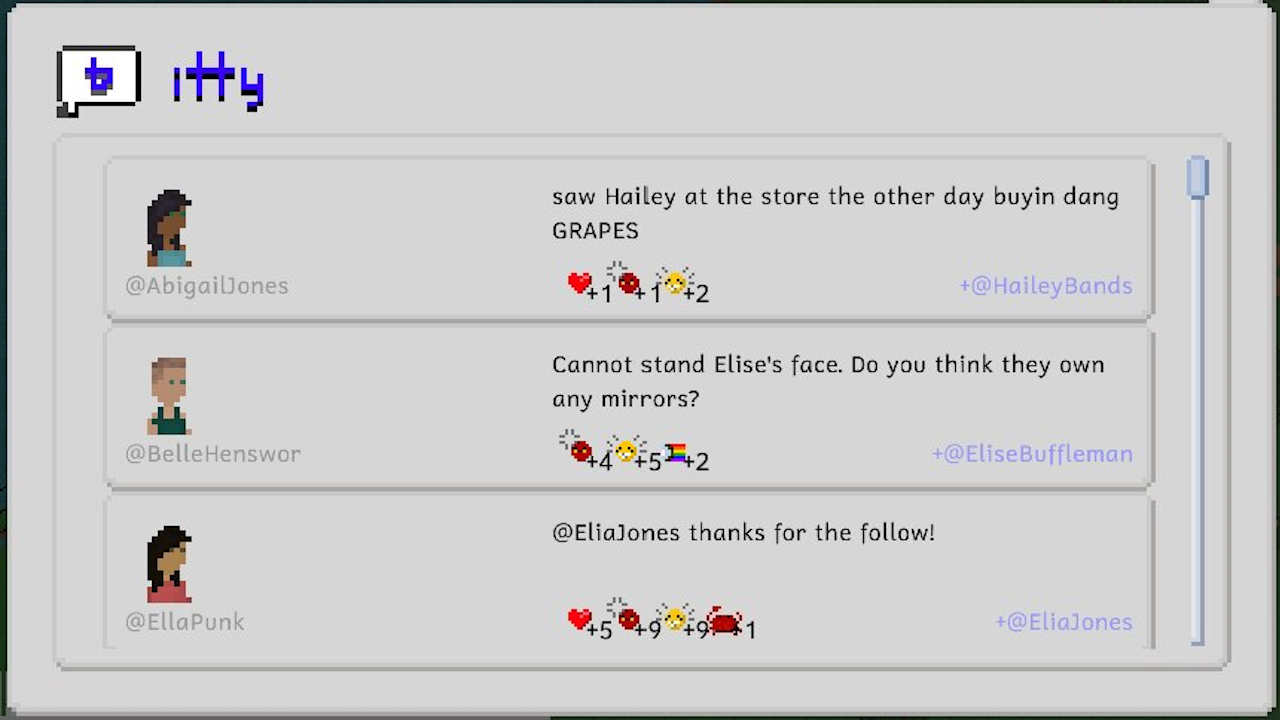 b itty
saw Hailey at the store the other day buyin dang
GRAPES
@AbigailJones
+1 +1 +2
+@HaileyBands
Cannot stand Elise's face. Do you think they own
any mirrors?
@BelleHenswor
+4 +5 +2
+@EliseBuffleman
@EliaJones thanks for the follow!
@EllaPunk
+5 +9 +9 +1
+@EliaJones